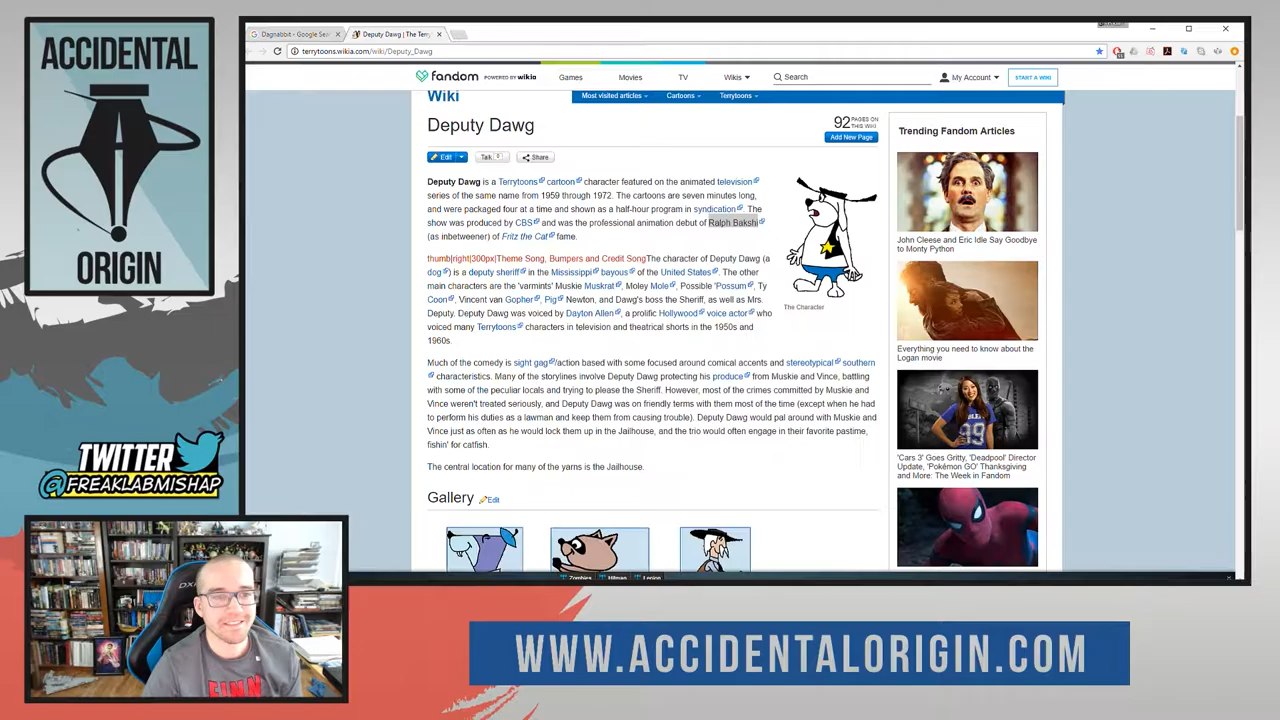 ACCIDENTAL
ORIGIN
TWITTER
@FREAKLABMISHAP
Dagnabbit - Google Sea
Deputy Dawg | The Terry
terrytoons.wikia.com/wiki/Deputy_Dawg
fandom POWERED BY wikia
Games
Movies
TV
Wikis
Search
My Account
START A WIKI
Wiki
Most visited articles
Cartoons
Terrytoons
Deputy Dawg
92 PAGES ON
THIS WIKI
Add New Page
Edit
Talk 0
Share
Deputy Dawg is a Terrytoons cartoon character featured on the animated television
series of the same name from 1959 through 1972. The cartoons are seven minutes long,
and were packaged four at a time and shown as a half-hour program in syndication. The
show was produced by CBS and was the professional animation debut of Ralph Bakshi
(as inbetweener) of Fritz the Cat fame.
thumb|right|300px|Theme Song, Bumpers and Credit SongThe character of Deputy Dawg (a
dog) is a deputy sheriff in the Mississippi bayous of the United States. The other
main characters are the 'varmints' Muskie Muskrat, Moley Mole, Possible 'Possum, Ty
Coon, Vincent van Gopher, Pig Newton, and Dawg's boss the Sheriff, as well as Mrs.
Deputy. Deputy Dawg was voiced by Dayton Allen, a prolific Hollywood voice actor who
voiced many Terrytoons characters in television and theatrical shorts in the 1950s and
1960s.
The Character
Much of the comedy is sight gag/action based with some focused around comical accents and stereotypical southern
characteristics. Many of the storylines involve Deputy Dawg protecting his produce from Muskie and Vince, battling
with some of the peculiar locals and trying to please the Sheriff. However, most of the crimes committed by Muskie and
Vince weren't treated seriously, and Deputy Dawg was on friendly terms with them most of the time (except when he had
to perform his duties as a lawman and keep them from causing trouble). Deputy Dawg would pal around with Muskie and
Vince just as often as he would lock them up in the Jailhouse, and the trio would often engage in their favorite pastime,
fishin' for catfish.
The central location for many of the yarns is the Jailhouse.
Gallery Edit
Trending Fandom Articles
John Cleese and Eric Idle Say Goodbye
to Monty Python
Everything you need to know about the
Logan movie
'Cars 3' Goes Gritty, 'Deadpool' Director
Update, 'Pokémon GO' Thanksgiving
and More: The Week in Fandom
Zombies
Hitman
Legion
WWW.ACCIDENTALORIGIN.COM